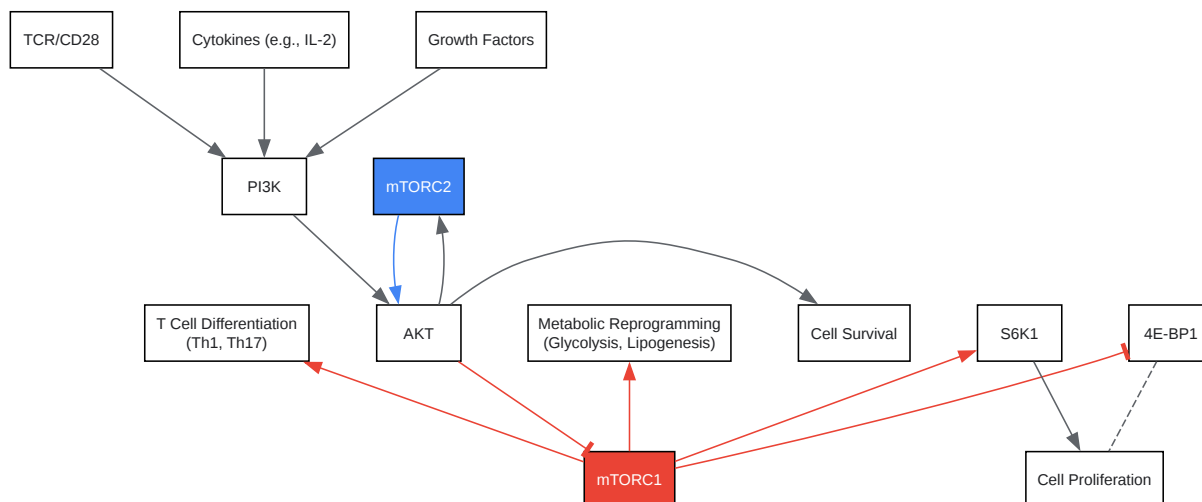 TCR/CD28
Cytokines (e.g., IL-2)
Growth Factors
PI3K
mTORC2
T Cell Differentiation
(Th1, Th17)
AKT
Metabolic Reprogramming
(Glycolysis, Lipogenesis)
Cell Survival
S6K1
4E-BP1
mTORC1
Cell Proliferation